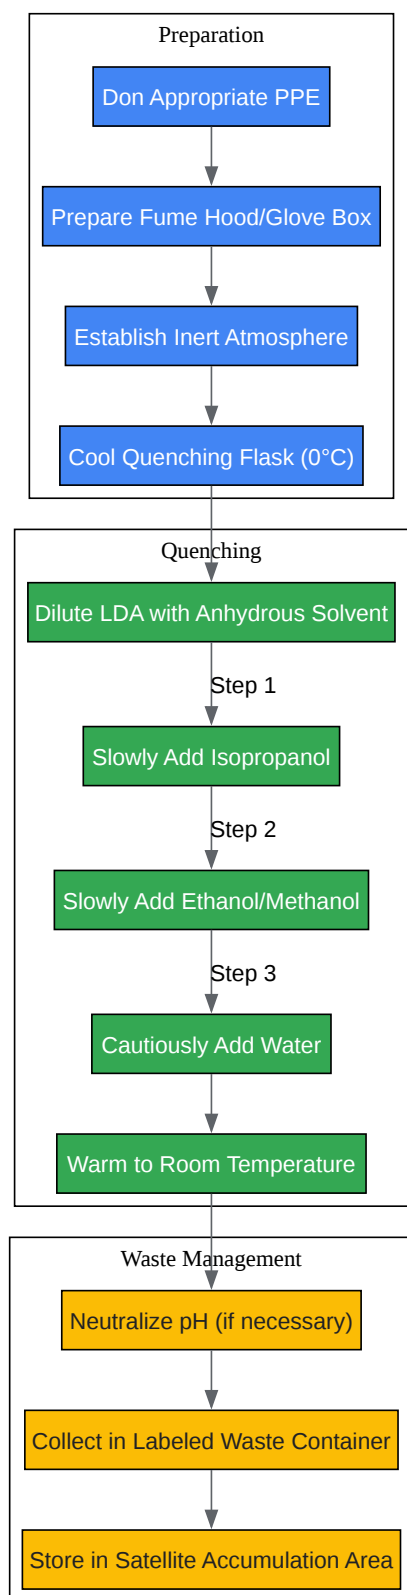 Preparation
Don Appropriate PPE
Prepare Fume Hood/Glove Box
Establish Inert Atmosphere
Cool Quenching Flask (0°C)
Quenching
Dilute LDA with Anhydrous Solvent
Step 1
Slowly Add Isopropanol
Step 2
Slowly Add Ethanol/Methanol
Step 3
Cautiously Add Water
Warm to Room Temperature
Waste Management
Neutralize pH (if necessary)
Collect in Labeled Waste Container
Store in Satellite Accumulation Area